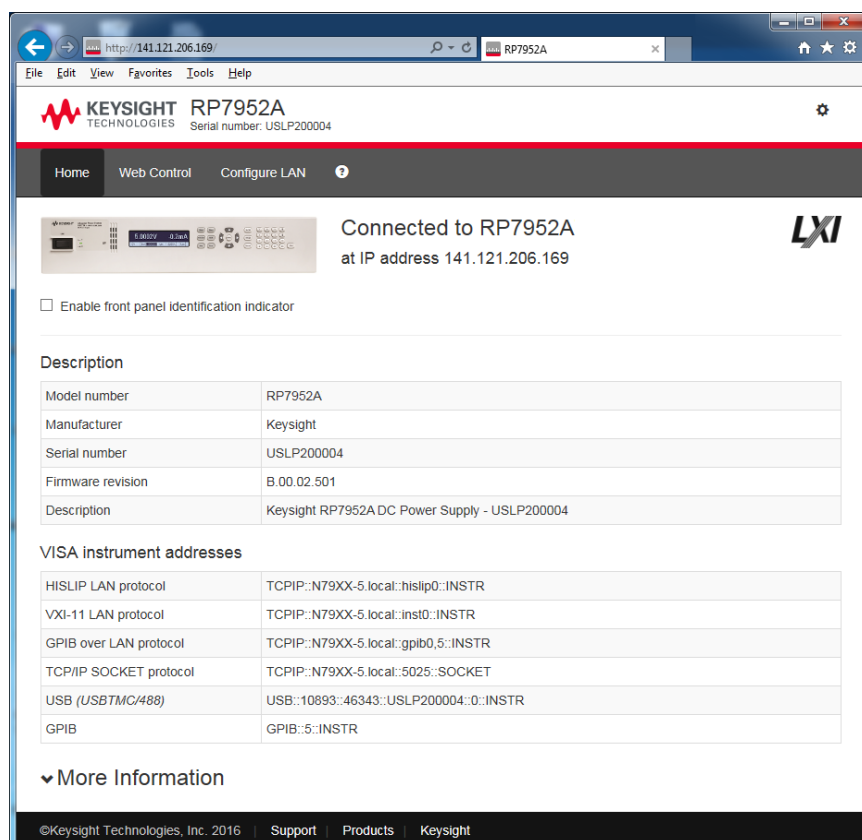 http://141.121.206.169/
RP7952A
File Edit View Favorites Tools Help
KEYSIGHT TECHNOLOGIES
RP7952A
Serial number: USLP200004
Home Web Control Configure LAN ?
5.0002V 0.3mA
Connected to RP7952A
at IP address 141.121.206.169
LXI
Enable front panel identification indicator
Description
Model number RP7952A
Manufacturer Keysight
Serial number USLP200004
Firmware revision B.00.02.501
Description Keysight RP7952A DC Power Supply - USLP200004
VISA instrument addresses
HISLIP LAN protocol TCPIP::N79XX-5.local::hislip0::INSTR
VXI-11 LAN protocol TCPIP::N79XX-5.local::inst0::INSTR
GPIB over LAN protocol TCPIP::N79XX-5.local::gpib0,5::INSTR
TCP/IP SOCKET protocol TCPIP::N79XX-5.local::5025::SOCKET
USB (USBTMC/488) USB::10893::46343::USLP200004::0::INSTR
GPIB GPIB::5::INSTR
More Information
©Keysight Technologies, Inc. 2016 | Support | Products | Keysight